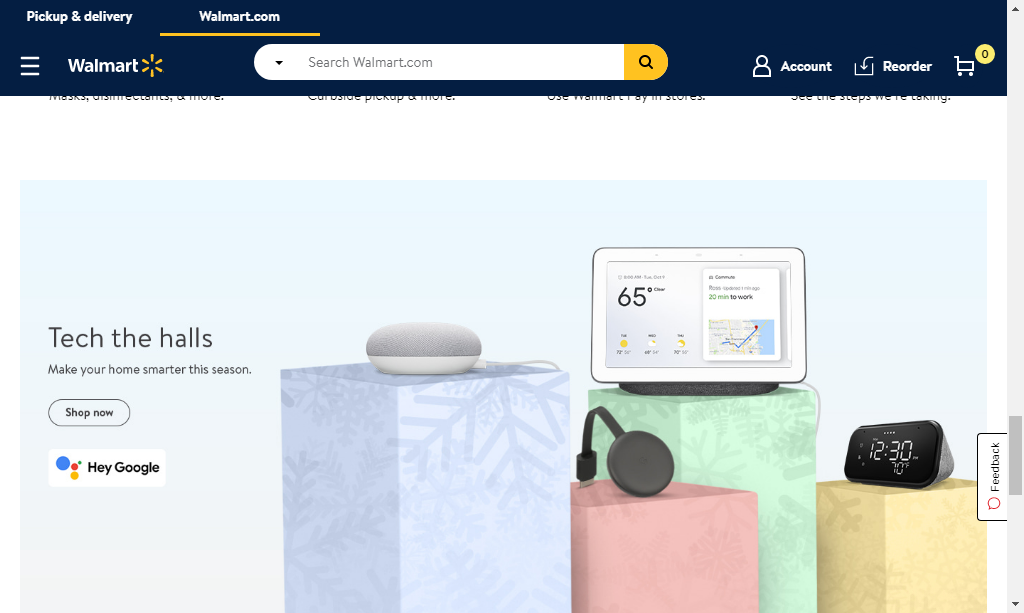 Pickup & delivery
Walmart.com
Walmart
Search Walmart.com
Account
Reorder
0
Masks, disinfectants, & more.
Curbside pickup & more.
Use Walmart Pay in stores.
See the steps we're taking.
Tech the halls
Make your home smarter this season.
Shop now
Hey Google
65
Clear
Commute
20 min to work
12:30
Feedback